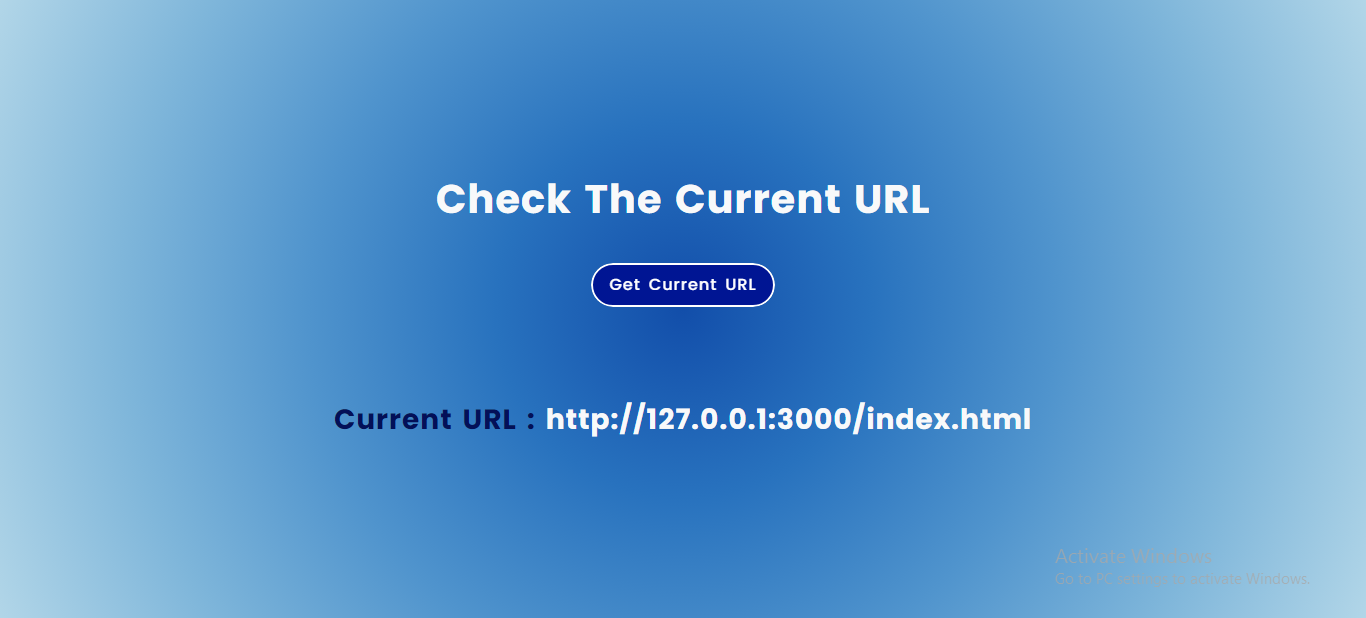 Check The Current URL
Get Current URL
Current URL : http://127.0.0.1:3000/index.html
Activate Windows
Go to PC settings to activate Windows.